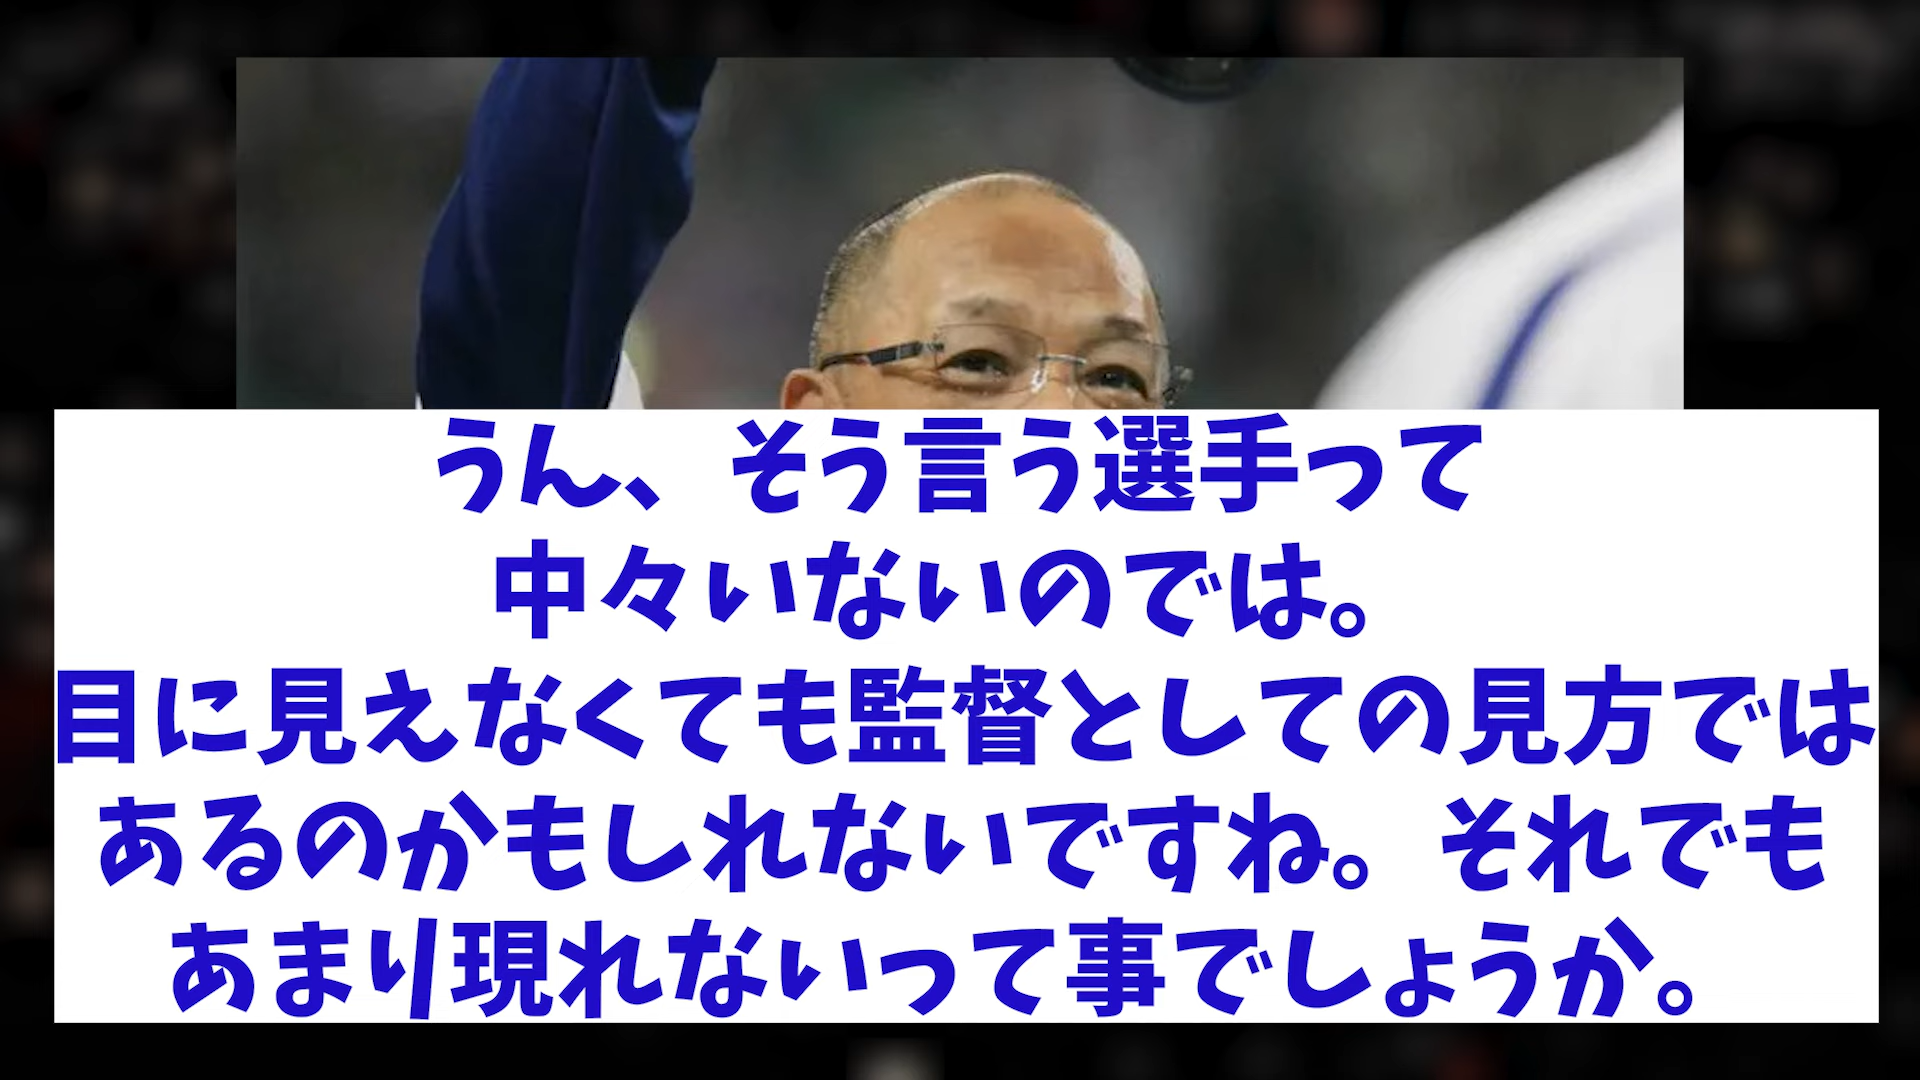 うん、そう言う選手って
中々いないのでは。
目に見えなくても監督としての見方では
あるのかもしれないですね。それでも
あまり現れないって事でしょうか。